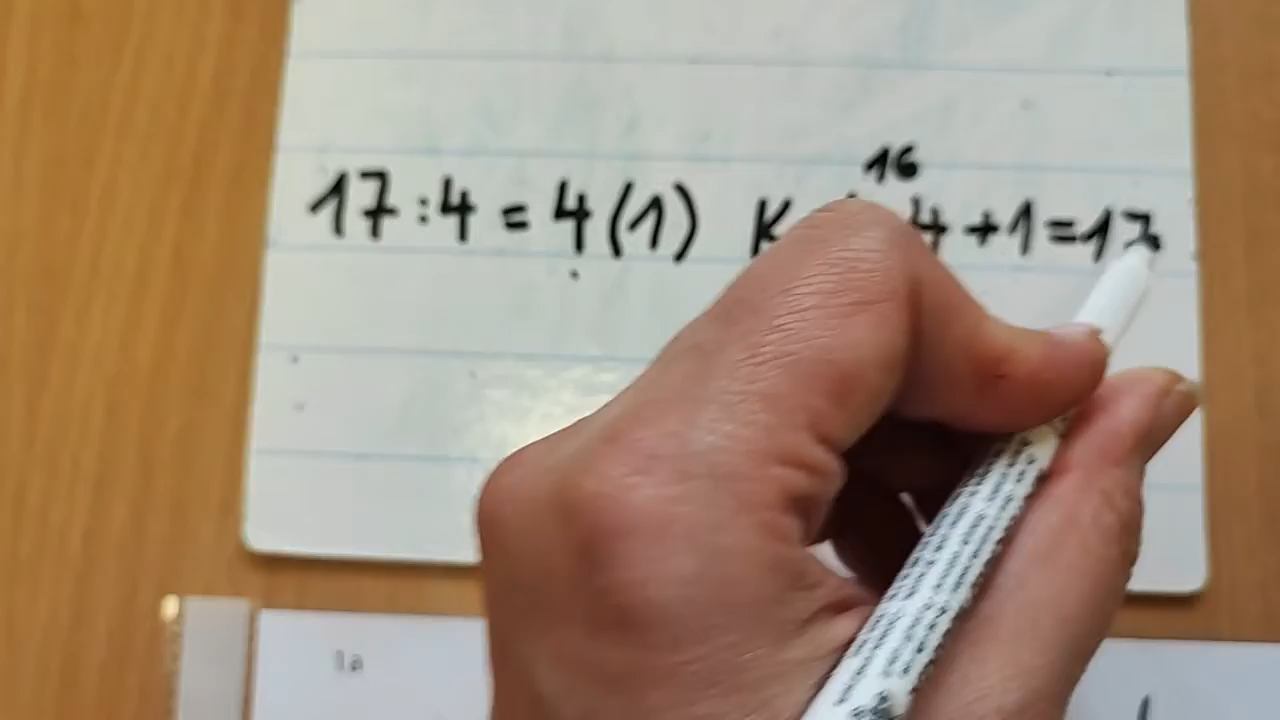 16
17 : 4 = 4 (1) K 4 + 1 = 17
1a